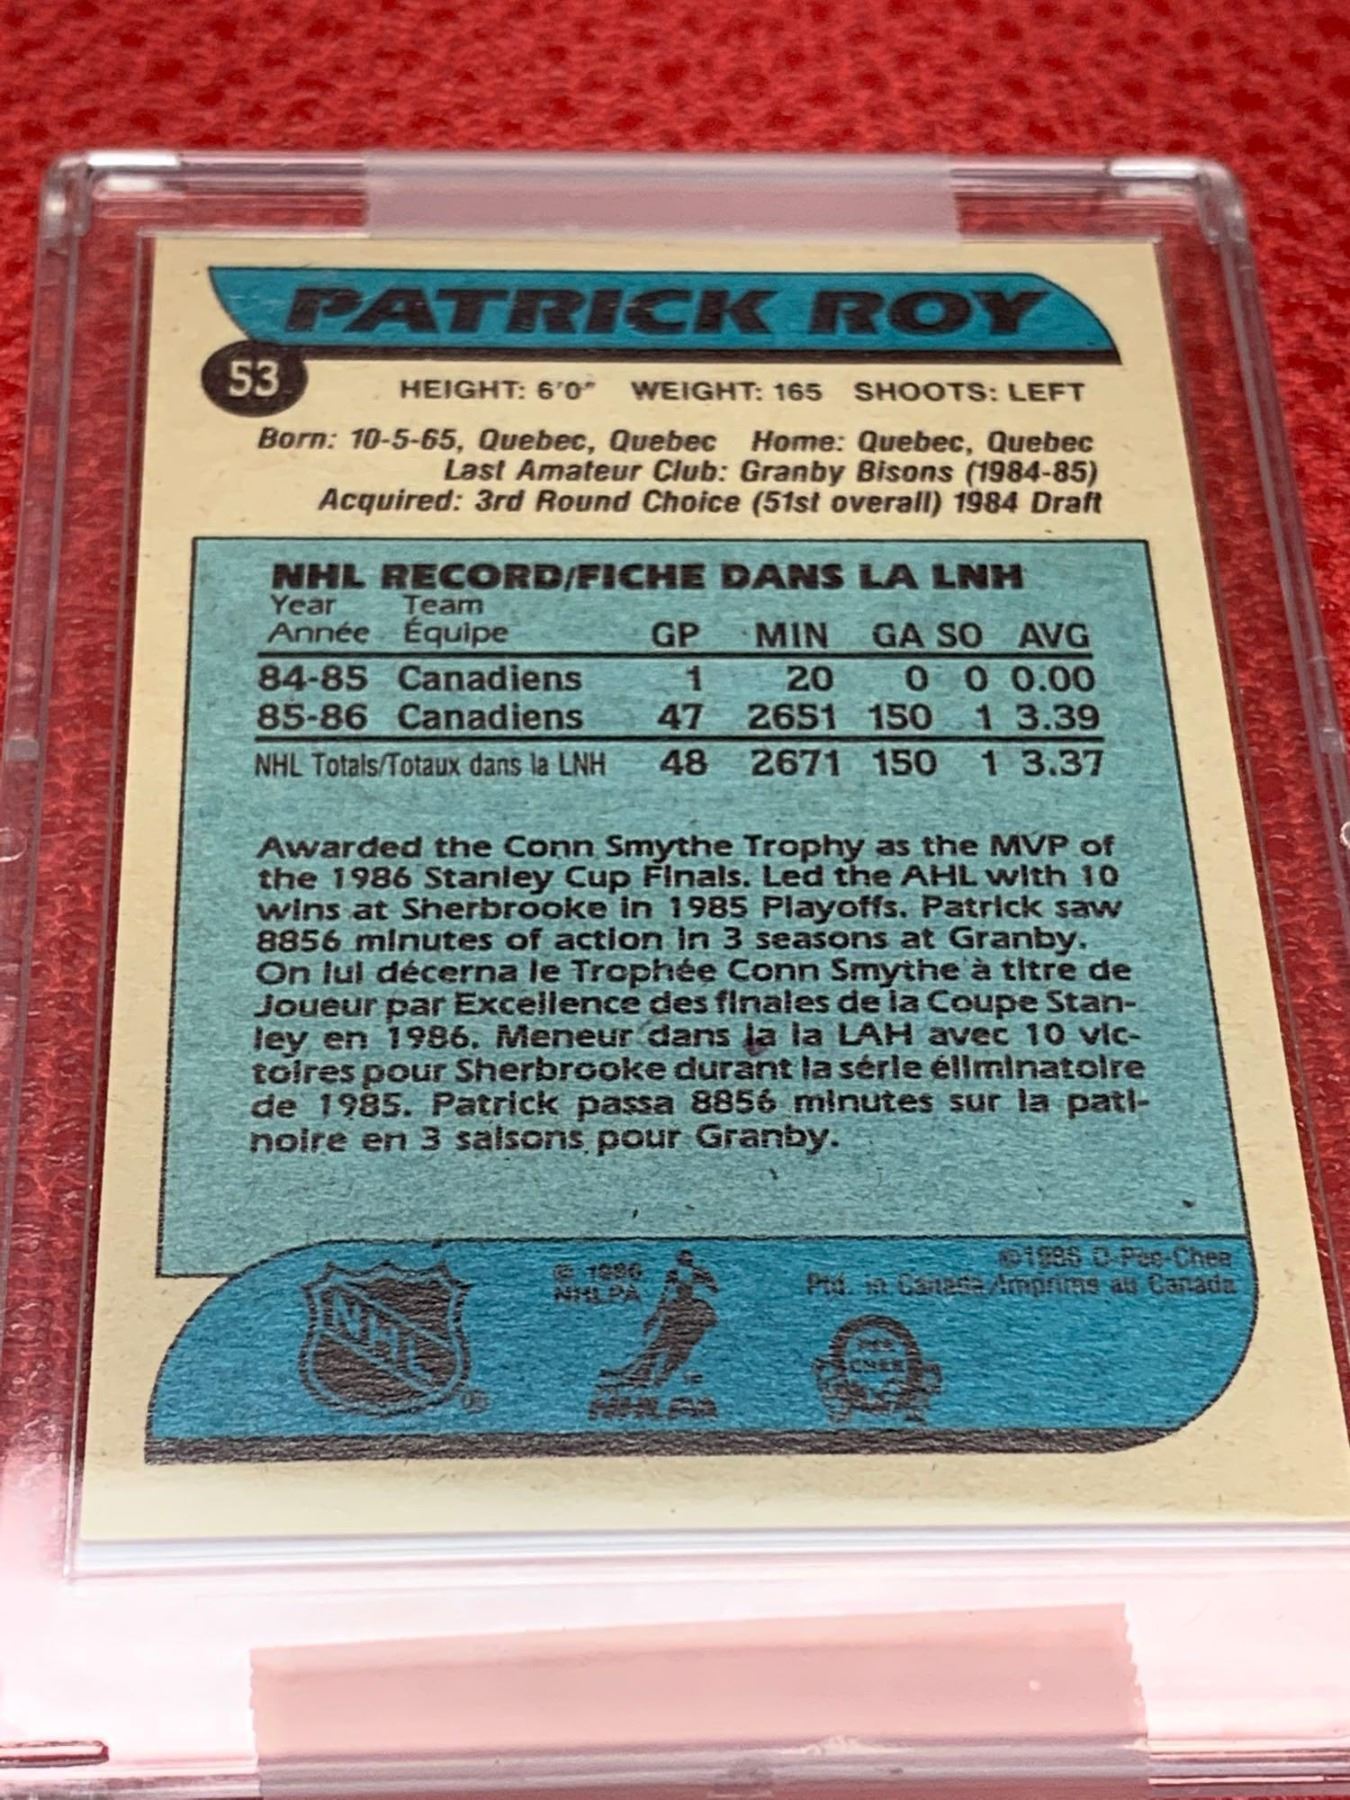 PATRICK ROY
53
HEIGHT: 6'0" WEIGHT: 165 SHOOTS: LEFT
Born: 10-5-65, Quebec, Quebec Home: Quebec, Quebec
Last Amateur Club: Granby Bisons (1984-85)
Acquired: 3rd Round Choice (51st overall) 1984 Draft
NHL RECORD/FICHE DANS LA LNH
Year Team
Année Équipe GP MIN GA SO AVG
84-85 Canadiens 1 20 0 0 0.00
85-86 Canadiens 47 2651 150 1 3.39
NHL Totals/Totaux dans la LNH 48 2671 150 1 3.37
Awarded the Conn Smythe Trophy as the MVP of
the 1986 Stanley Cup Finals. Led the AHL with 10
wins at Sherbrooke in 1985 Playoffs. Patrick saw
8856 minutes of action in 3 seasons at Granby.
On lui décerna le Trophée Conn Smythe à titre de
Joueur par Excellence des finales de la Coupe Stan-
ley en 1986. Meneur dans la la LAH avec 10 vic-
toires pour Sherbrooke durant la série éliminatoire
de 1985. Patrick passa 8856 minutes sur la pati-
noire en 3 saisons pour Granby.
©1986 O-Pee-Chee
Ptd. in Canada/Imprimé au Canada
© 1986
NHLPA
NHL
®
NHLPA
O-PEE
CHEE